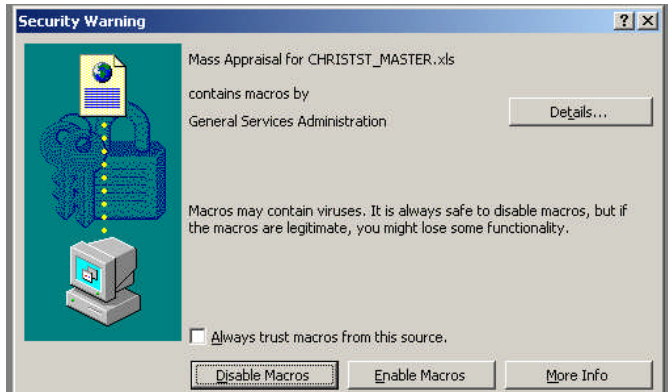 Security Warning
Mass Appraisal for CHRISTST_MASTER.xls
contains macros by
General Services Administration
Details...
Macros may contain viruses. It is always safe to disable macros, but if
the macros are legitimate, you might lose some functionality.
Always trust macros from this source.
Disable Macros
Enable Macros
More Info